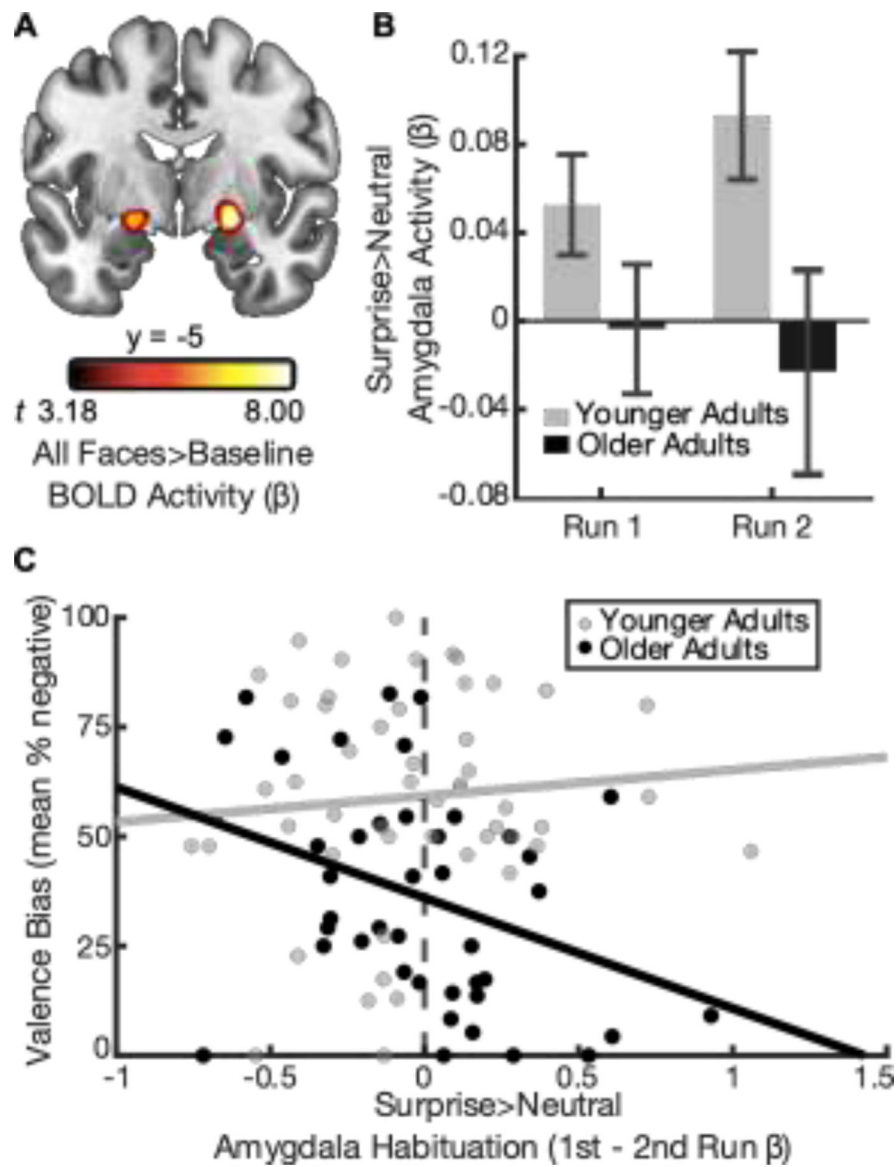 A
y = -5
t 3.18 8.00
All Faces>Baseline
BOLD Activity (β)
B
Surprise>Neutral
Amygdala Activity (β)
0.12
0.08
0.04
0
-0.04
-0.08
Younger Adults
Older Adults
Run 1 Run 2
C
Valence Bias (mean % negative)
100
75
50
25
0
Younger Adults
Older Adults
-1 -0.5 0 0.5 1 1.5
Surprise>Neutral
Amygdala Habituation (1st - 2nd Run β)